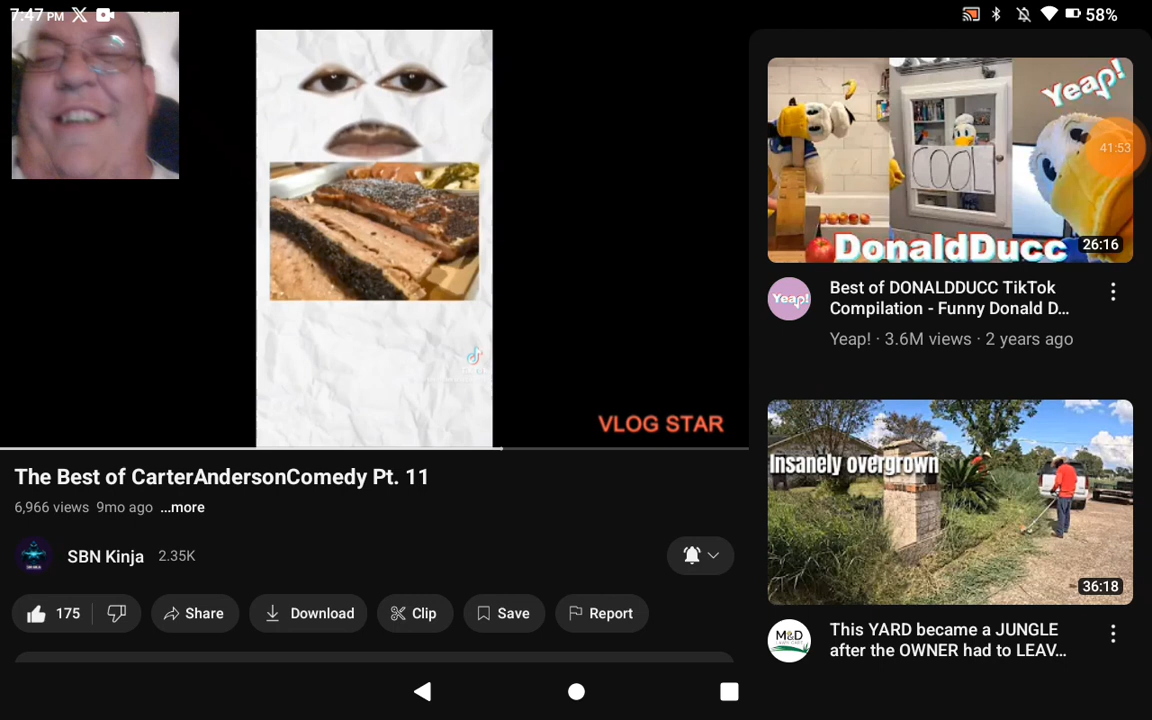 7:47 PM
58%
Yeap!
COOL
41:53
DonaldDucc
26:16
VLOG STAR
Yeap!
Best of DONALDDUCC TikTok
Compilation - Funny Donald D...
Yeap! · 3.6M views · 2 years ago
Insanely overgrown
36:18
The Best of CarterAndersonComedy Pt. 11
6,966 views 9mo ago ...more
SBN Kinja 2.35K
175
Share
Download
Clip
Save
Report
M&D
This YARD became a JUNGLE
after the OWNER had to LEAV...